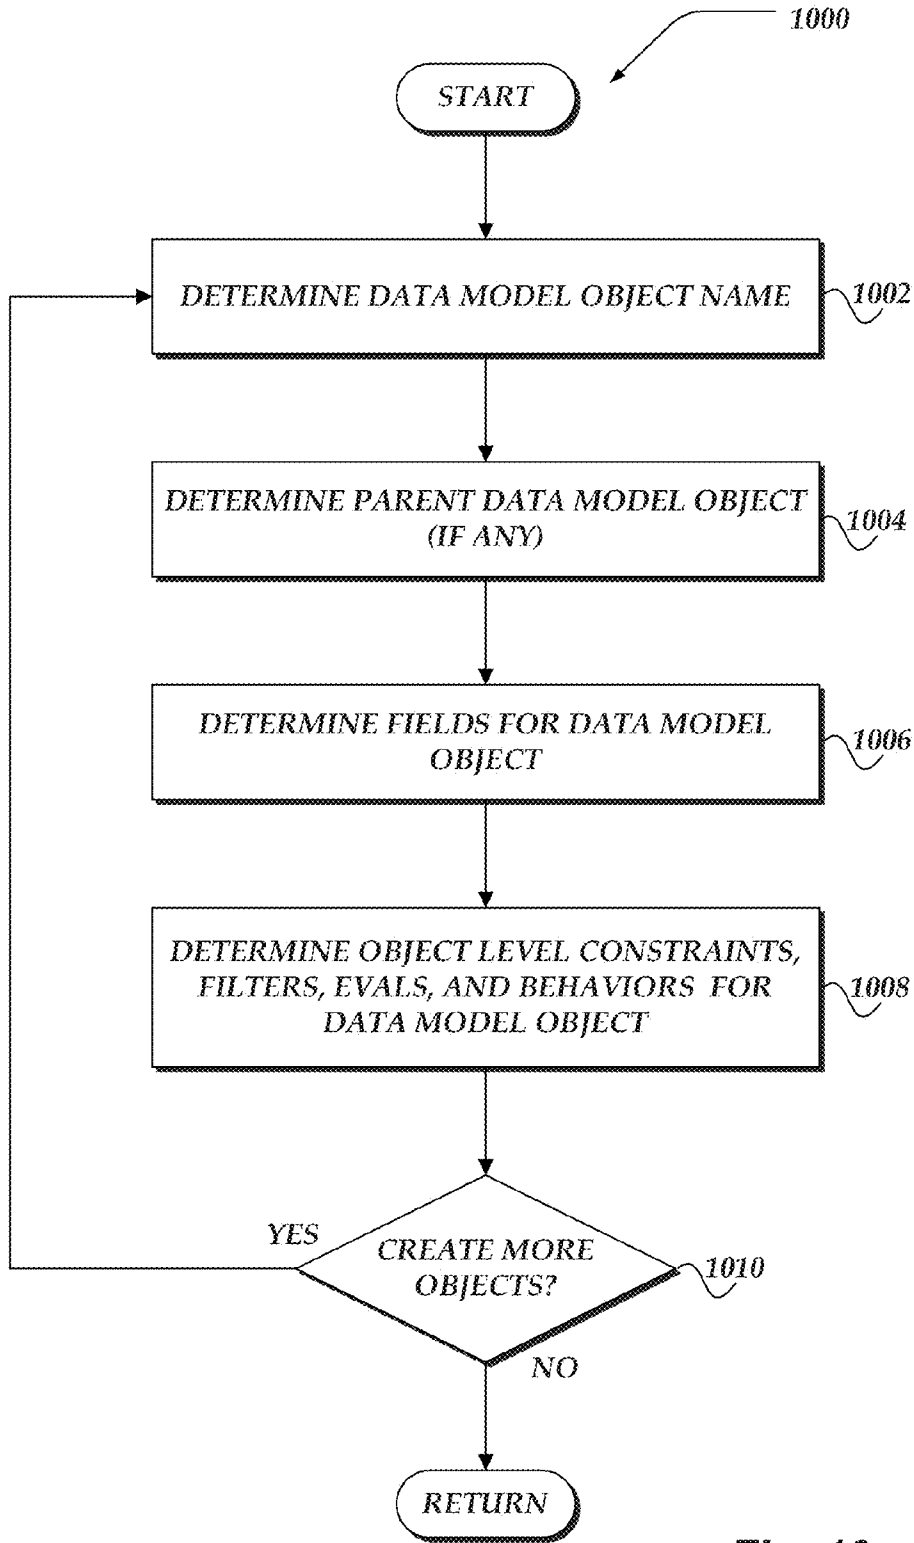 1000
START
DETERMINE DATA MODEL OBJECT NAME
1002
DETERMINE PARENT DATA MODEL OBJECT
(IF ANY)
1004
DETERMINE FIELDS FOR DATA MODEL
OBJECT
1006
DETERMINE OBJECT LEVEL CONSTRAINTS,
FILTERS, EVALS, AND BEHAVIORS FOR
DATA MODEL OBJECT
1008
YES
CREATE MORE
OBJECTS?
1010
NO
RETURN